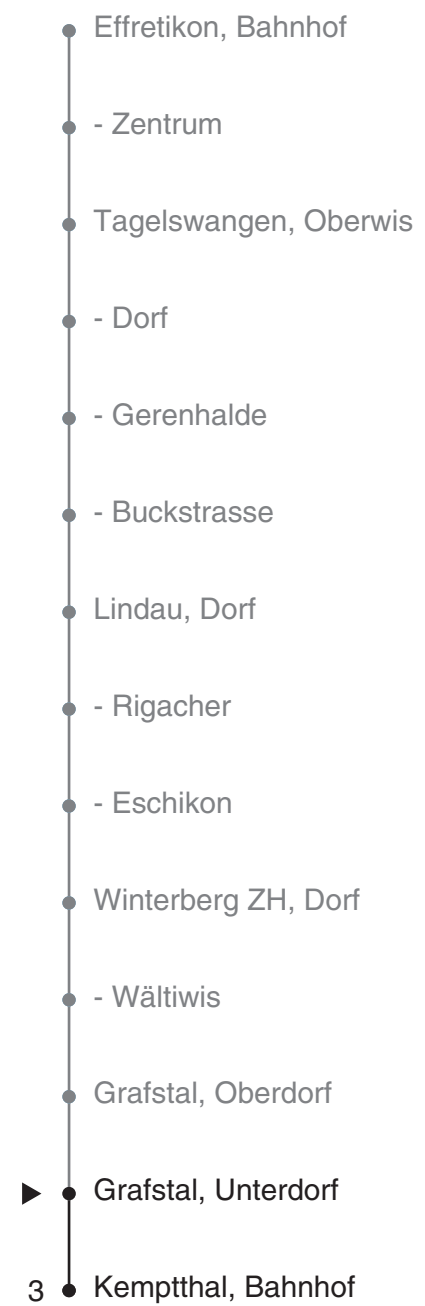 Effretikon, Bahnhof
- Zentrum
Tagelswangen, Oberwis
- Dorf
- Gerenhalde
- Buckstrasse
Lindau, Dorf
- Rigacher
- Eschikon
Winterberg ZH, Dorf
- Wältiwis
Grafstal, Oberdorf
Grafstal, Unterdorf
3 Kemptthal, Bahnhof